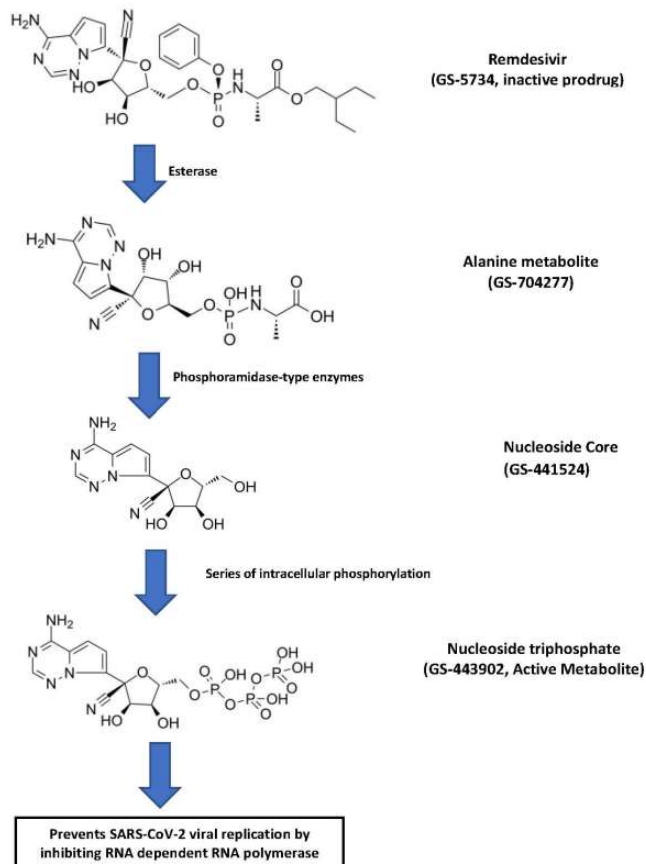 Remdesivir
(GS-5734, inactive prodrug)
Esterase
Alanine metabolite
(GS-704277)
Phosphoramidase-type enzymes
Nucleoside Core
(GS-441524)
Series of intracellular phosphorylation
Nucleoside triphosphate
(GS-443902, Active Metabolite)
Prevents SARS-CoV-2 viral replication by
inhibiting RNA dependent RNA polymerase